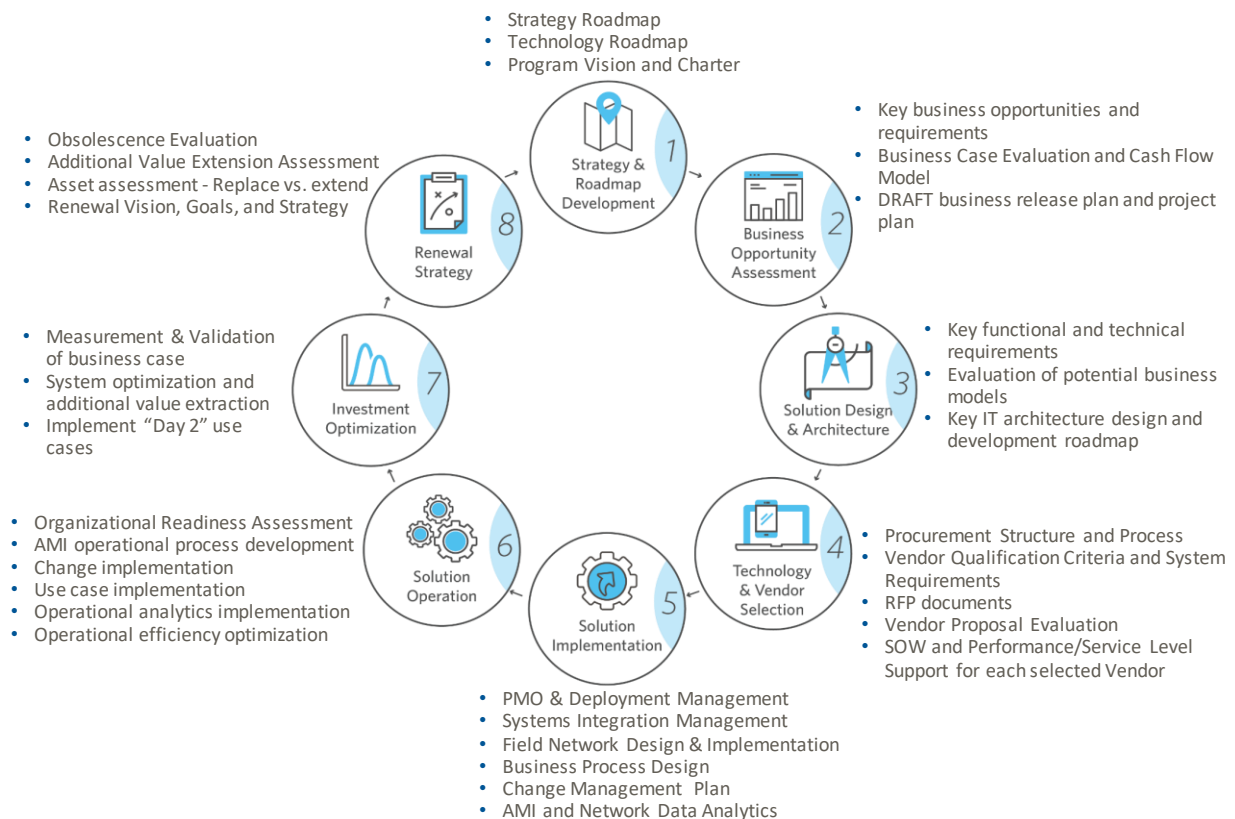 • Strategy Roadmap
• Technology Roadmap
• Program Vision and Charter
1
Strategy &
Roadmap
Development
• Key business opportunities and
requirements
• Business Case Evaluation and Cash Flow
Model
• DRAFT business release plan and project
plan
2
Business
Opportunity
Assessment
• Key functional and technical
requirements
• Evaluation of potential business
models
• Key IT architecture design and
development roadmap
3
Solution Design
& Architecture
• Procurement Structure and Process
• Vendor Qualification Criteria and System
Requirements
• RFP documents
• Vendor Proposal Evaluation
• SOW and Performance/Service Level
Support for each selected Vendor
4
Technology
& Vendor
Selection
5
Solution
Implementation
• PMO & Deployment Management
• Systems Integration Management
• Field Network Design & Implementation
• Business Process Design
• Change Management Plan
• AMI and Network Data Analytics
6
Solution
Operation
• Organizational Readiness Assessment
• AMI operational process development
• Change implementation
• Use case implementation
• Operational analytics implementation
• Operational efficiency optimization
7
Investment
Optimization
• Measurement & Validation
of business case
• System optimization and
additional value extraction
• Implement “Day 2” use
cases
8
Renewal
Strategy
• Obsolescence Evaluation
• Additional Value Extension Assessment
• Asset assessment - Replace vs. extend
• Renewal Vision, Goals, and Strategy